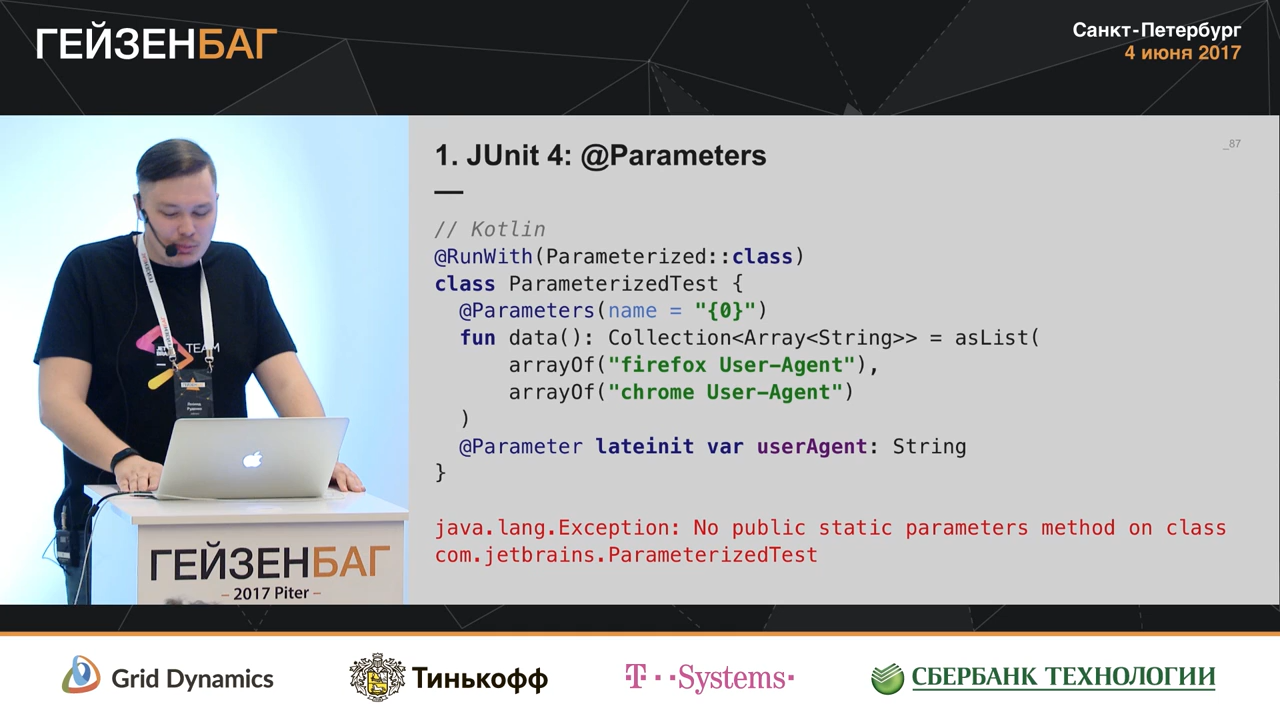 ГЕЙЗЕНБАГ
Санкт-Петербург
4 июня 2017
1. JUnit 4: @Parameters
_87
// Kotlin
@RunWith(Parameterized::class)
class ParameterizedTest {
@Parameters(name = "{0}")
fun data(): Collection<Array<String>> = asList(
arrayOf("firefox User-Agent"),
arrayOf("chrome User-Agent")
)
@Parameter lateinit var userAgent: String
}
java.lang.Exception: No public static parameters method on class
com.jetbrains.ParameterizedTest
TEAM
ГЕЙЗЕНБАГ
- 2017 Piter -
Grid Dynamics
Тинькофф
T··Systems·
СБЕРБАНК ТЕХНОЛОГИИ